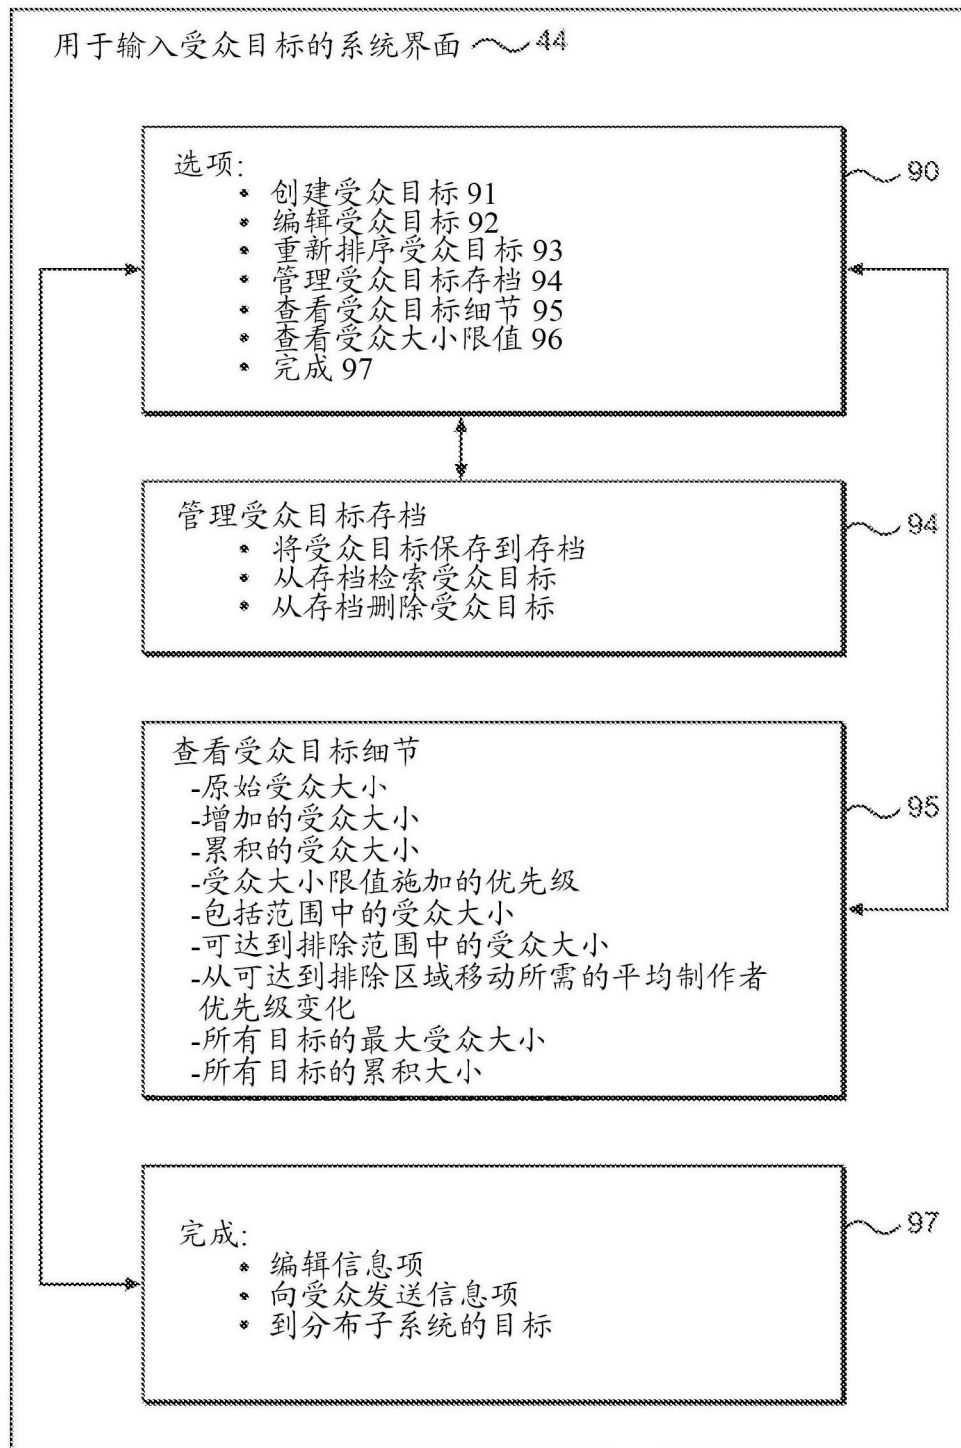 用于输入受众目标的系统界面 44
选项: 90
• 创建受众目标 91
• 编辑受众目标 92
• 重新排序受众目标 93
• 管理受众目标存档 94
• 查看受众目标细节 95
• 查看受众大小限值 96
• 完成 97
管理受众目标存档 94
• 将受众目标保存到存档
• 从存档检索受众目标
• 从存档删除受众目标
查看受众目标细节
-原始受众大小
-增加的受众大小 95
-累积的受众大小
-受众大小限值施加的优先级
-包括范围中的受众大小
-可达到排除范围中的受众大小
-从可达到排除区域移动所需的平均制作者
优先级变化
-所有目标的最大受众大小
-所有目标的累积大小
完成: 97
• 编辑信息项
• 向受众发送信息项
• 到分布子系统的目标